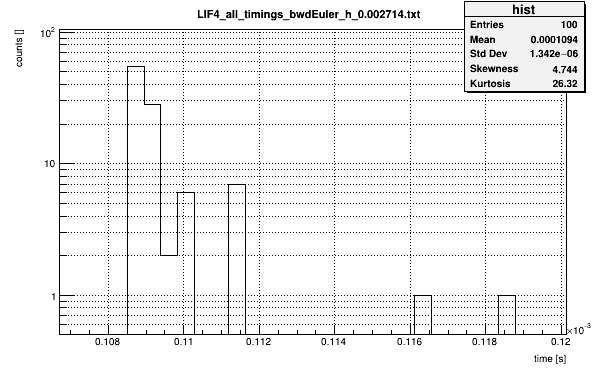 LIF4_all_timings_bwdEuler_h_0.002714.txt
hist
Entries 100
Mean 0.0001094
Std Dev 1.342e−06
Skewness 4.744
Kurtosis 26.32
counts []
10²
10
1
0.108 0.11 0.112 0.114 0.116 0.118 0.12
×10⁻³
time [s]